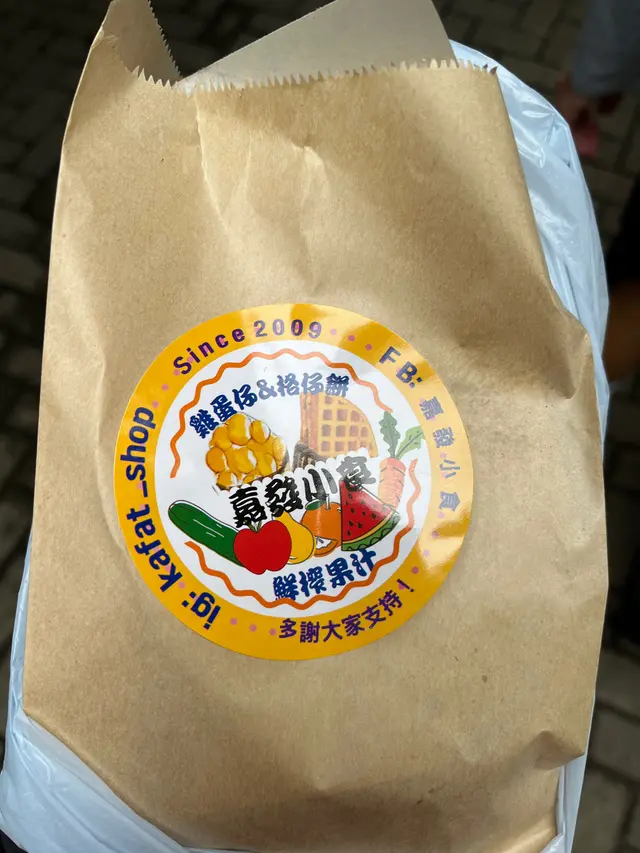 Since 2009
FB: 嘉發小食
雞蛋仔&格仔餅
嘉發小食
鮮榨果汁
ig: kafat_shop
多謝大家支持！